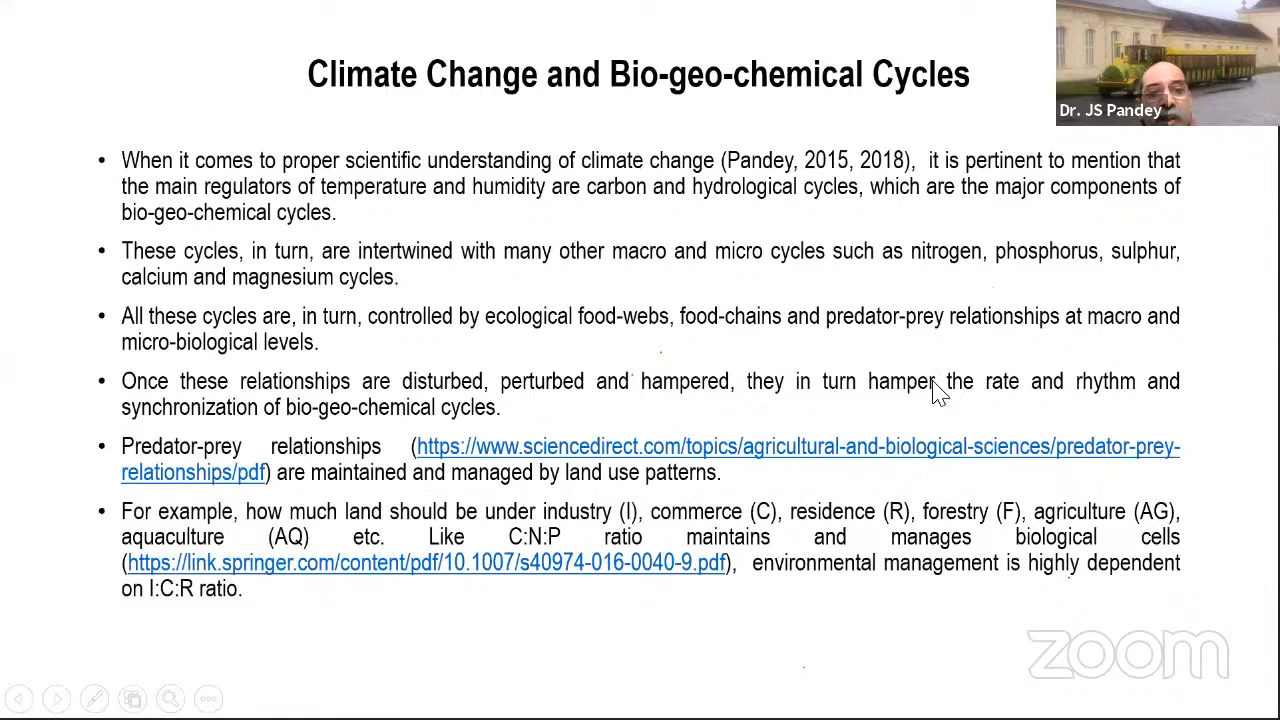 Climate Change and Bio-geo-chemical Cycles
Dr. JS Pandey
• When it comes to proper scientific understanding of climate change (Pandey, 2015, 2018), it is pertinent to mention that
the main regulators of temperature and humidity are carbon and hydrological cycles, which are the major components of
bio-geo-chemical cycles.
• These cycles, in turn, are intertwined with many other macro and micro cycles such as nitrogen, phosphorus, sulphur,
calcium and magnesium cycles.
• All these cycles are, in turn, controlled by ecological food-webs, food-chains and predator-prey relationships at macro and
micro-biological levels.
• Once these relationships are disturbed, perturbed and hampered, they in turn hamper the rate and rhythm and
synchronization of bio-geo-chemical cycles.
• Predator-prey relationships (https://www.sciencedirect.com/topics/agricultural-and-biological-sciences/predator-prey-
relationships/pdf) are maintained and managed by land use patterns.
• For example, how much land should be under industry (I), commerce (C), residence (R), forestry (F), agriculture (AG),
aquaculture (AQ) etc. Like C:N:P ratio maintains and manages biological cells
(https://link.springer.com/content/pdf/10.1007/s40974-016-0040-9.pdf), environmental management is highly dependent
on I:C:R ratio.
zoom